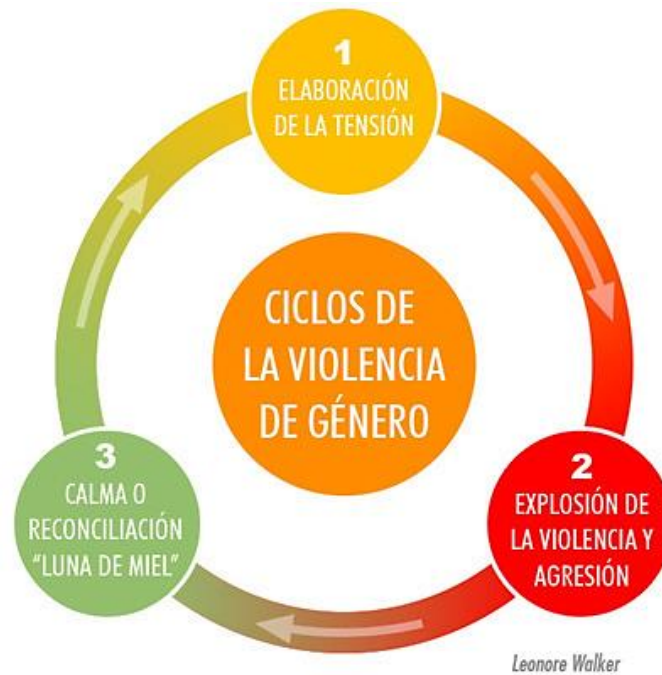 1
ELABORACIÓN
DE LA TENSIÓN
CICLOS DE
LA VIOLENCIA
DE GÉNERO
3
CALMA O
RECONCILIACIÓN
“LUNA DE MIEL”
2
EXPLOSIÓN DE
LA VIOLENCIA Y
AGRESIÓN
Leonore Walker